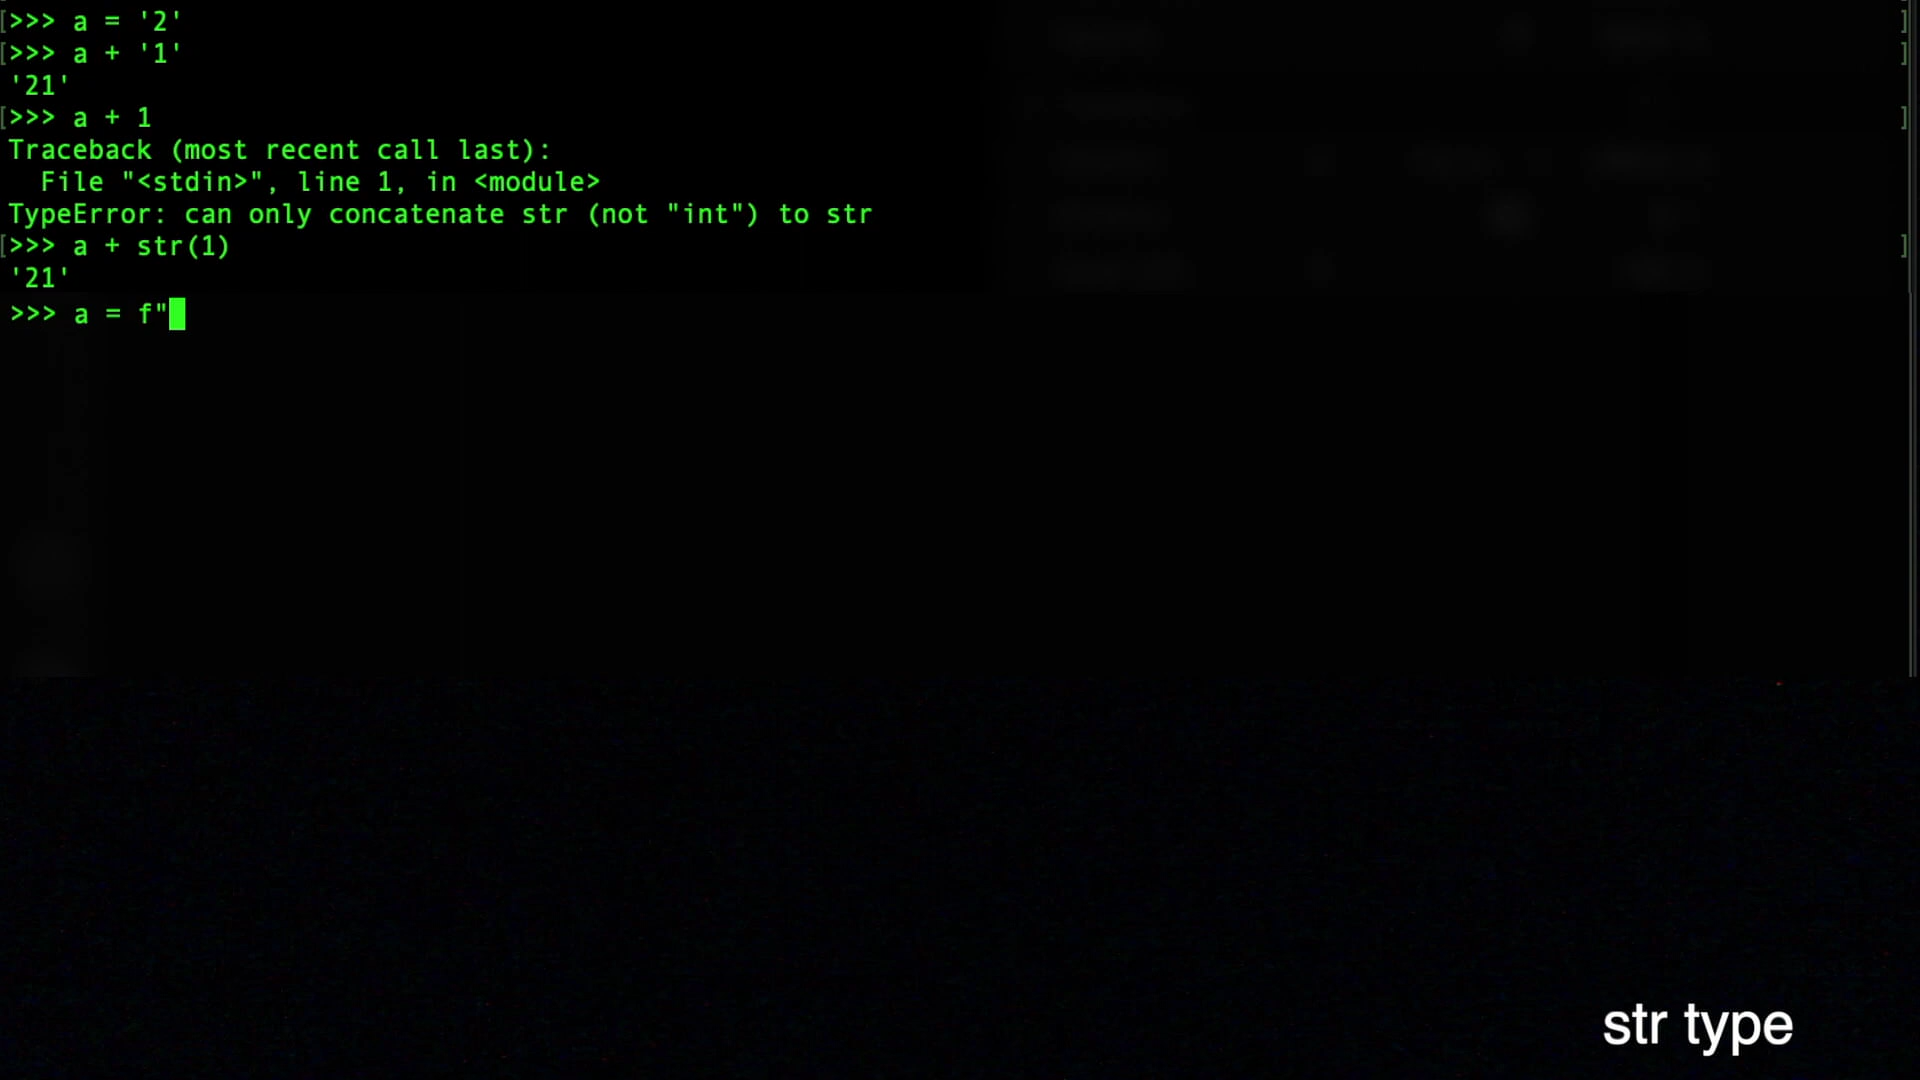 [>>> a = '2' ]
[>>> a + '1' ]
'21'
[>>> a + 1 ]
Traceback (most recent call last):
  File "<stdin>", line 1, in <module>
TypeError: can only concatenate str (not "int") to str
[>>> a + str(1) ]
'21'
>>> a = f"
str type